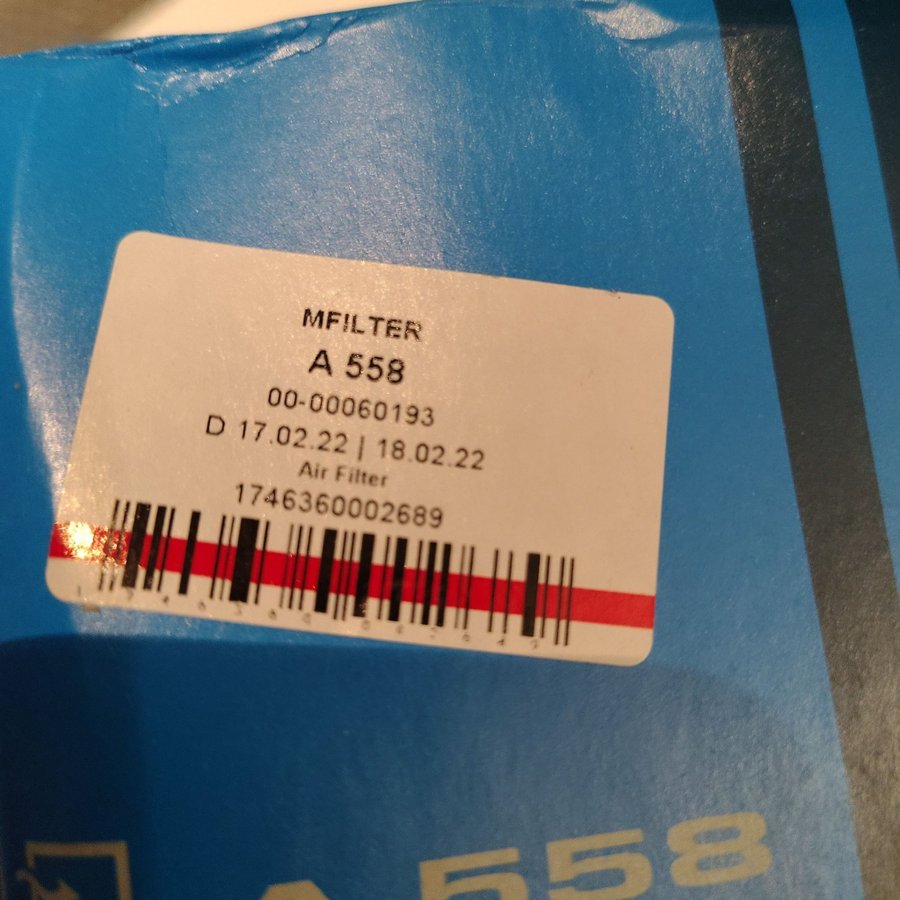 MFILTER
A 558
00-00060193
D 17.02.22 | 18.02.22
Air Filter
1746360002689
A 558